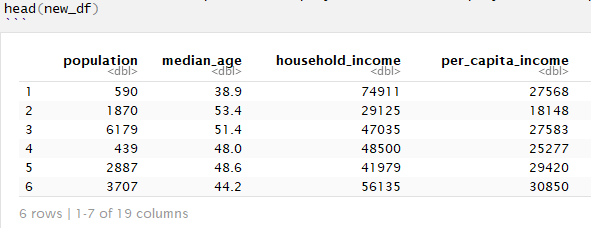 head(new_df)
```
population median_age household_income per_capita_income
<dbl> <dbl> <dbl> <dbl>
1 590 38.9 74911 27568
2 1870 53.4 29125 18148
3 6179 51.4 47035 27583
4 439 48.0 48500 25277
5 2887 48.6 41979 29420
6 3707 44.2 56135 30850
6 rows | 1-7 of 19 columns